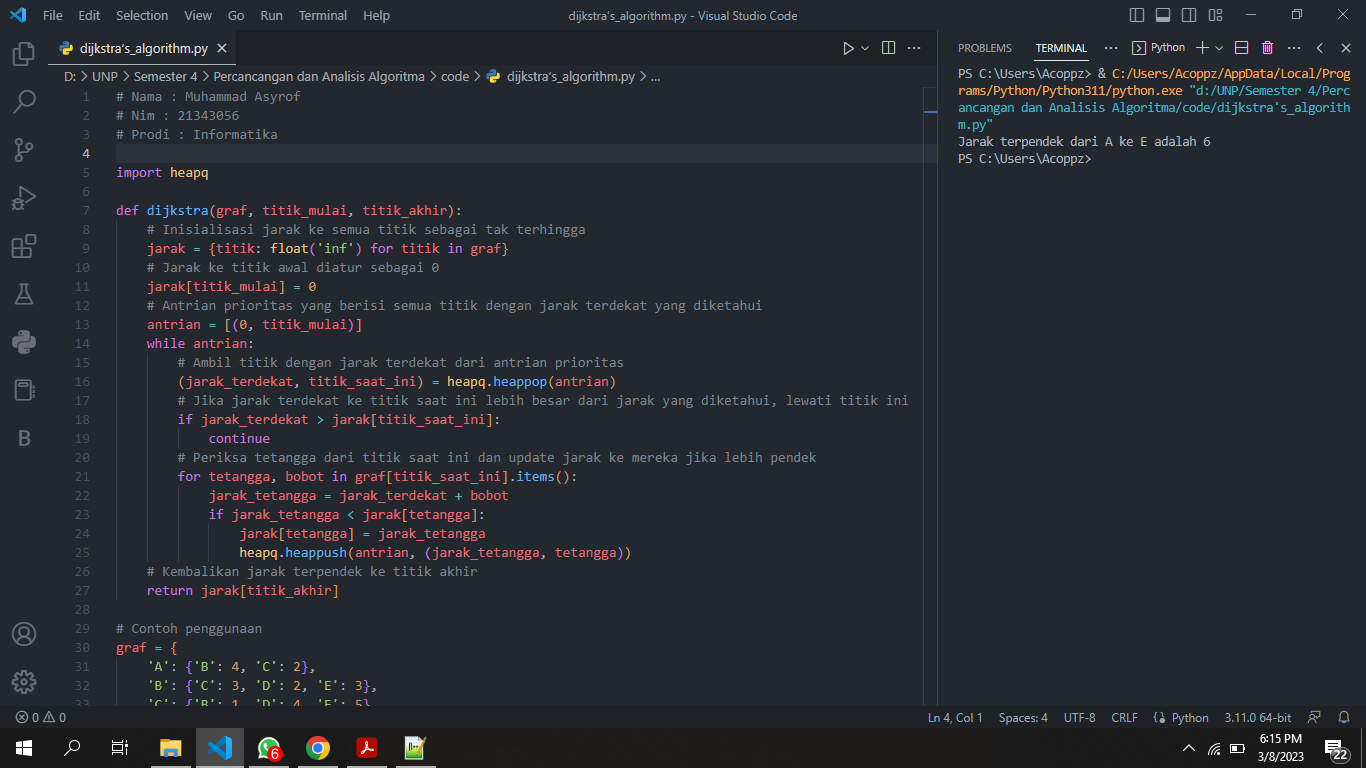 File Edit Selection View Go Run Terminal Help
dijkstra's_algorithm.py - Visual Studio Code
dijkstra's_algorithm.py
D: > UNP > Semester 4 > Percancangan dan Analisis Algoritma > code > dijkstra's_algorithm.py > ...
1 # Nama : Muhammad Asyrof
2 # Nim : 21343056
3 # Prodi : Informatika
4
5 import heapq
6
7 def dijkstra(graf, titik_mulai, titik_akhir):
8 # Inisialisasi jarak ke semua titik sebagai tak terhingga
9 jarak = {titik: float('inf') for titik in graf}
10 # Jarak ke titik awal diatur sebagai 0
11 jarak[titik_mulai] = 0
12 # Antrian prioritas yang berisi semua titik dengan jarak terdekat yang diketahui
13 antrian = [(0, titik_mulai)]
14 while antrian:
15 # Ambil titik dengan jarak terdekat dari antrian prioritas
16 (jarak_terdekat, titik_saat_ini) = heapq.heappop(antrian)
17 # Jika jarak terdekat ke titik saat ini lebih besar dari jarak yang diketahui, lewati titik ini
18 if jarak_terdekat > jarak[titik_saat_ini]:
19 continue
20 # Periksa tetangga dari titik saat ini dan update jarak ke mereka jika lebih pendek
21 for tetangga, bobot in graf[titik_saat_ini].items():
22 jarak_tetangga = jarak_terdekat + bobot
23 if jarak_tetangga < jarak[tetangga]:
24 jarak[tetangga] = jarak_tetangga
25 heapq.heappush(antrian, (jarak_tetangga, tetangga))
26 # Kembalikan jarak terpendek ke titik akhir
27 return jarak[titik_akhir]
28
29 # Contoh penggunaan
30 graf = {
31 'A': {'B': 4, 'C': 2},
32 'B': {'C': 3, 'D': 2, 'E': 3},
33 'C': {'B': 1, 'D': 4, 'E': 5}
PROBLEMS TERMINAL ... Python
PS C:\Users\Acoppz> & C:/Users/Acoppz/AppData/Local/Prog
rams/Python/Python311/python.exe "d:/UNP/Semester 4/Per
cancangan dan Analisis Algoritma/code/dijkstra's_algorith
m.py"
Jarak terpendek dari A ke E adalah 6
PS C:\Users\Acoppz>
B
0 0
Ln 4, Col 1 Spaces: 4 UTF-8 CRLF Python 3.11.0 64-bit
6
6:15 PM
3/8/2023
22